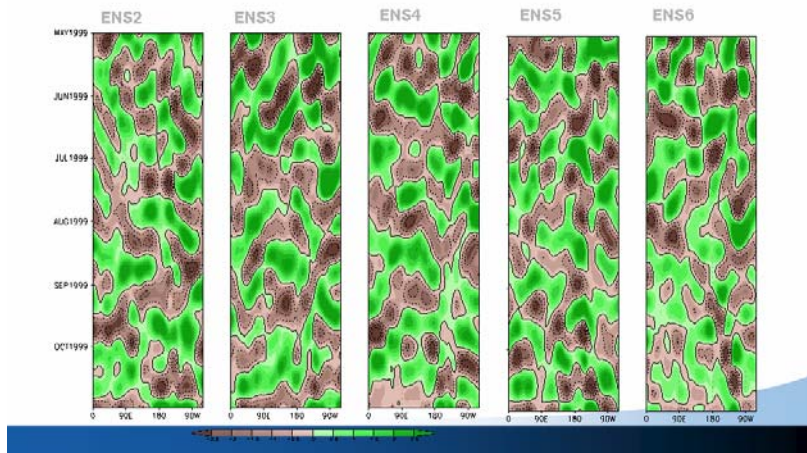 ENS2 ENS3 ENS4 ENS5 ENS6
MAY1999
JUN1999
JUL1999
AUG1999
SEP1999
OCT1999
0 90E 180 90W 0 90E 180 90W 0 90E 180 90W 0 90E 180 90W 0 90E 180 90W